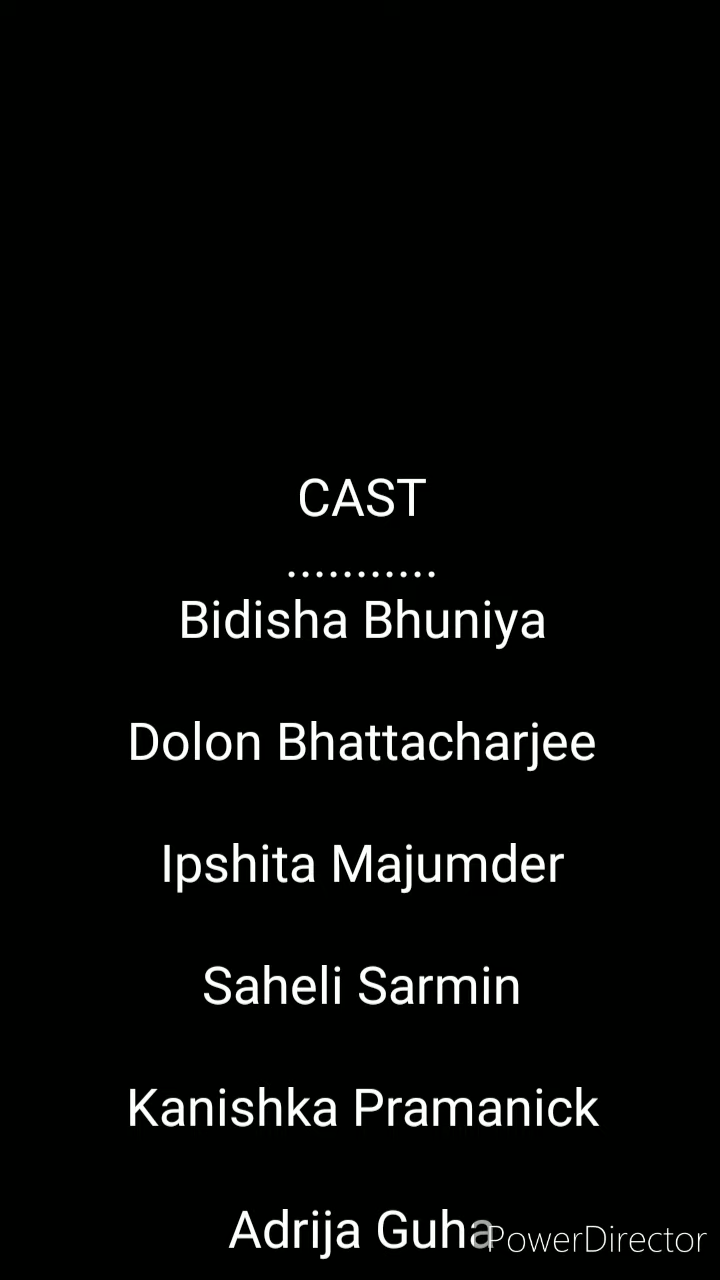 CAST
...........
Bidisha Bhuniya
Dolon Bhattacharjee
Ipshita Majumder
Saheli Sarmin
Kanishka Pramanick
Adrija Guha
PowerDirector